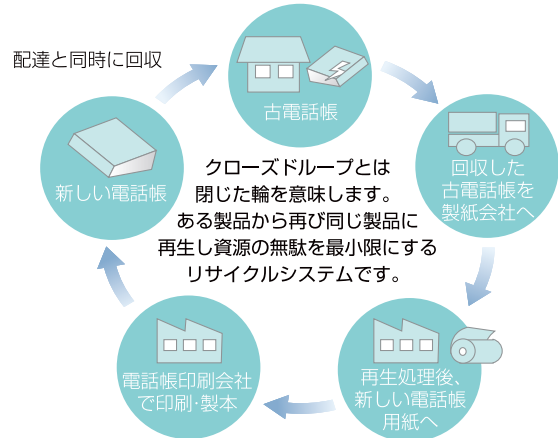 配達と同時に回収
古電話帳
回収した
古電話帳を
製紙会社へ
再生処理後、
新しい電話帳
用紙へ
電話帳印刷会社
で印刷・製本
新しい電話帳
クローズドループとは
閉じた輪を意味します。
ある製品から再び同じ製品に
再生し資源の無駄を最小限にする
リサイクルシステムです。